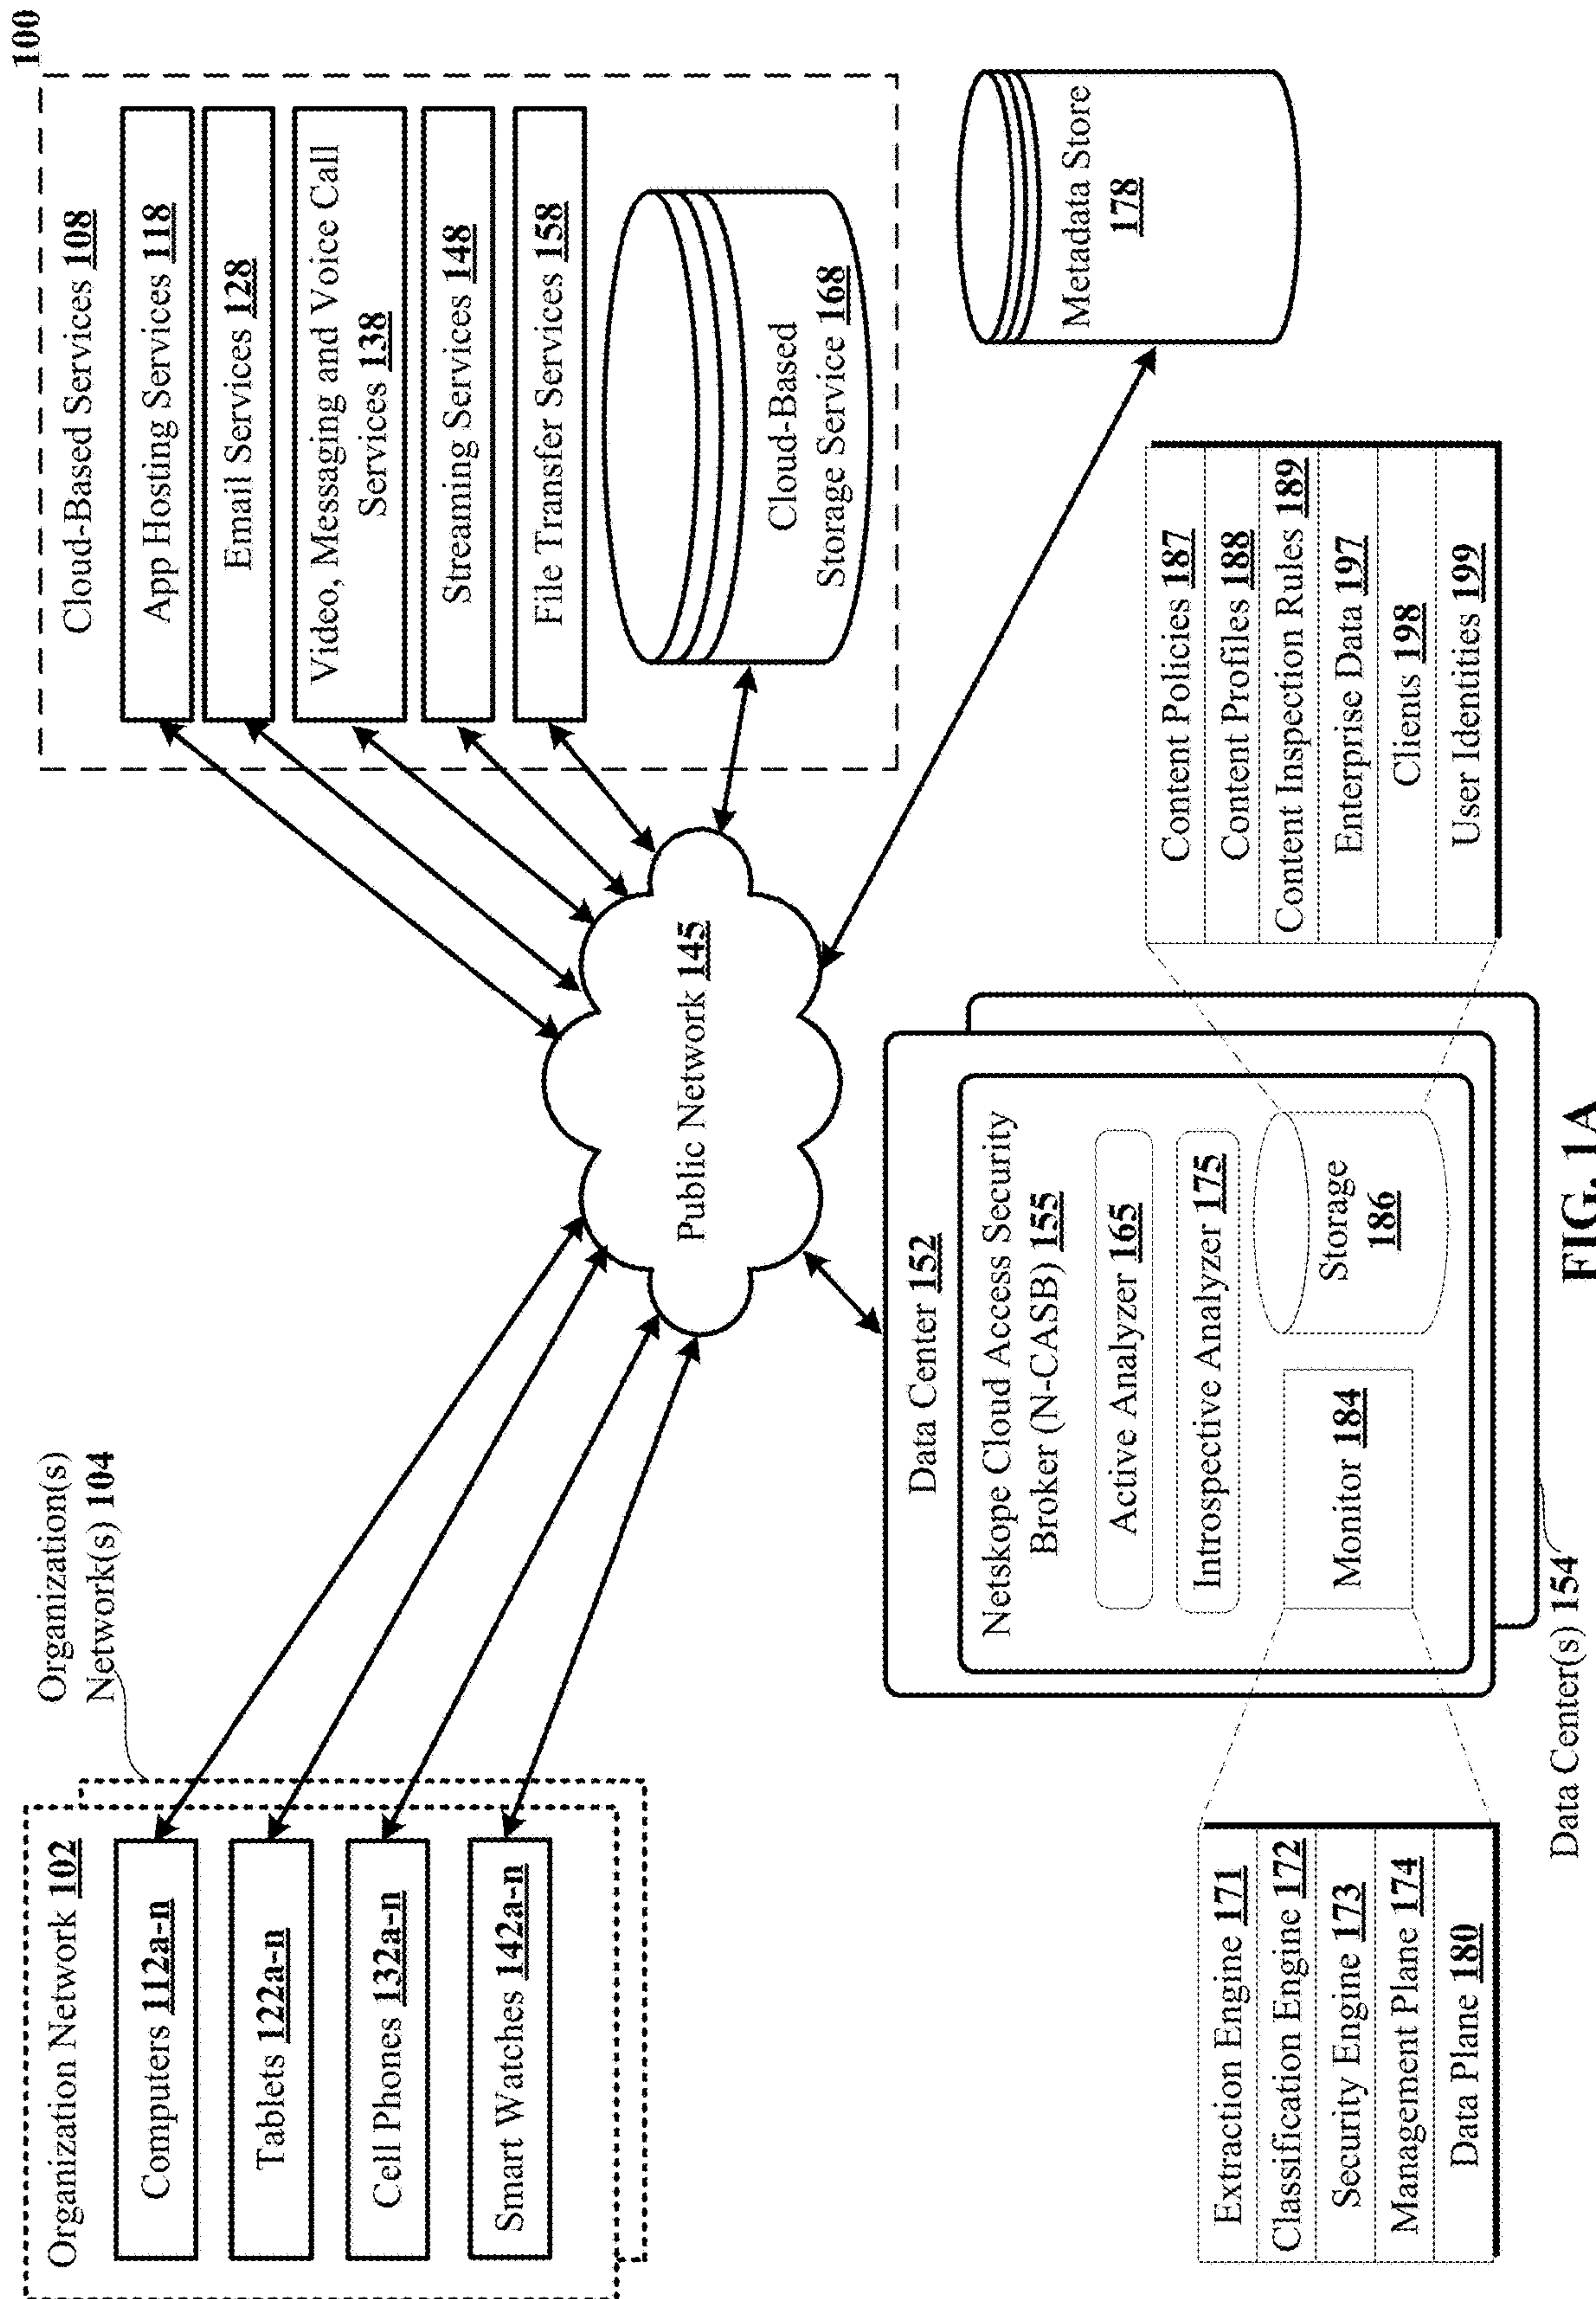 100
Organization Network 102
Computers 112a-n
Tablets 122a-n
Cell Phones 132a-n
Smart Watches 142a-n
Organization(s)
Network(s) 104
Public Network 145
Cloud-Based Services 108
App Hosting Services 118
Email Services 128
Video, Messaging and Voice Call
Services 138
Streaming Services 148
File Transfer Services 158
Cloud-Based
Storage Service 168
Metadata Store
178
Data Center 152
Netskope Cloud Access Security
Broker (N-CASB) 155
Active Analyzer 165
Introspective Analyzer 175
Monitor 184
Storage
186
Extraction Engine 171
Classification Engine 172
Security Engine 173
Management Plane 174
Data Plane 180
Content Policies 187
Content Profiles 188
Content Inspection Rules 189
Enterprise Data 197
Clients 198
User Identities 199
Data Center(s) 154
FIG. 1A